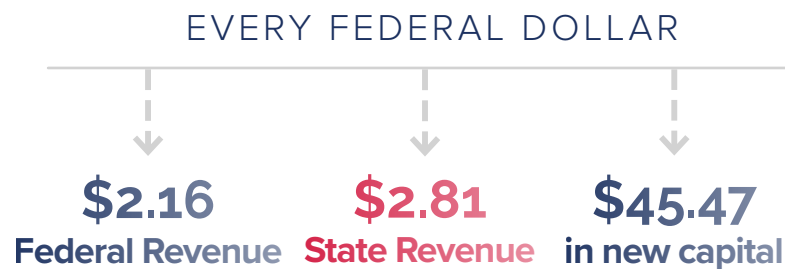 EVERY FEDERAL DOLLAR
$2.16 $2.81 $45.47
Federal Revenue State Revenue in new capital